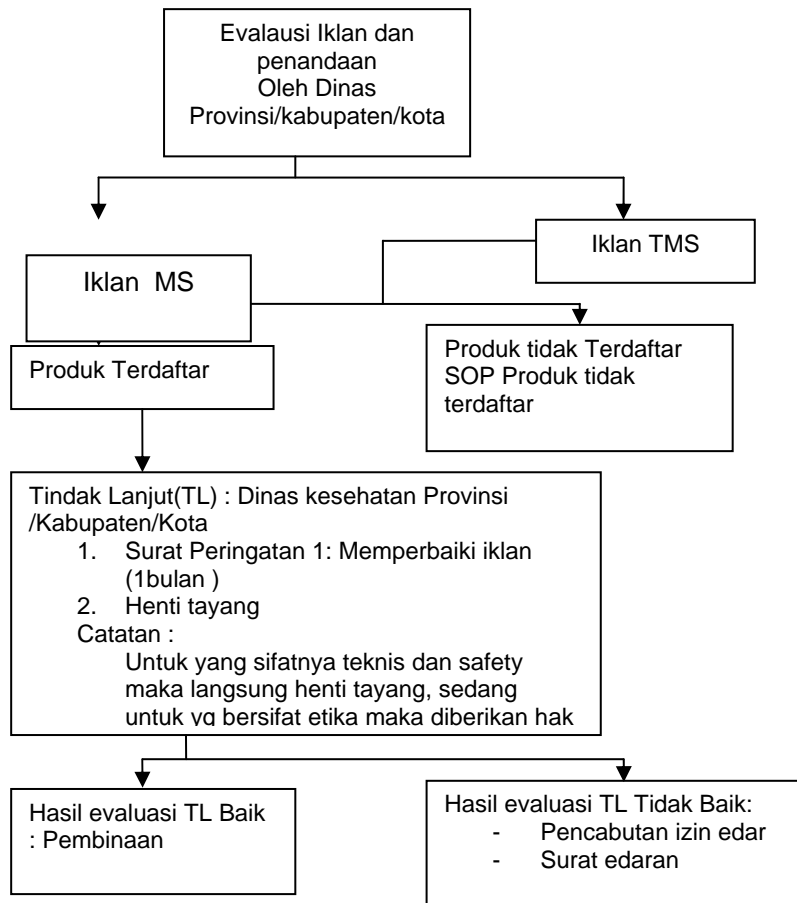 Evalausi Iklan dan
penandaan
Oleh Dinas
Provinsi/kabupaten/kota
Iklan TMS
Iklan MS
Produk Terdaftar
Produk tidak Terdaftar
SOP Produk tidak
terdaftar
Tindak Lanjut(TL) : Dinas kesehatan Provinsi
/Kabupaten/Kota
1. Surat Peringatan 1: Memperbaiki iklan
(1bulan )
2. Henti tayang
Catatan :
Untuk yang sifatnya teknis dan safety
maka langsung henti tayang, sedang
untuk yg bersifat etika maka diberikan hak
Hasil evaluasi TL Baik
: Pembinaan
Hasil evaluasi TL Tidak Baik:
- Pencabutan izin edar
- Surat edaran